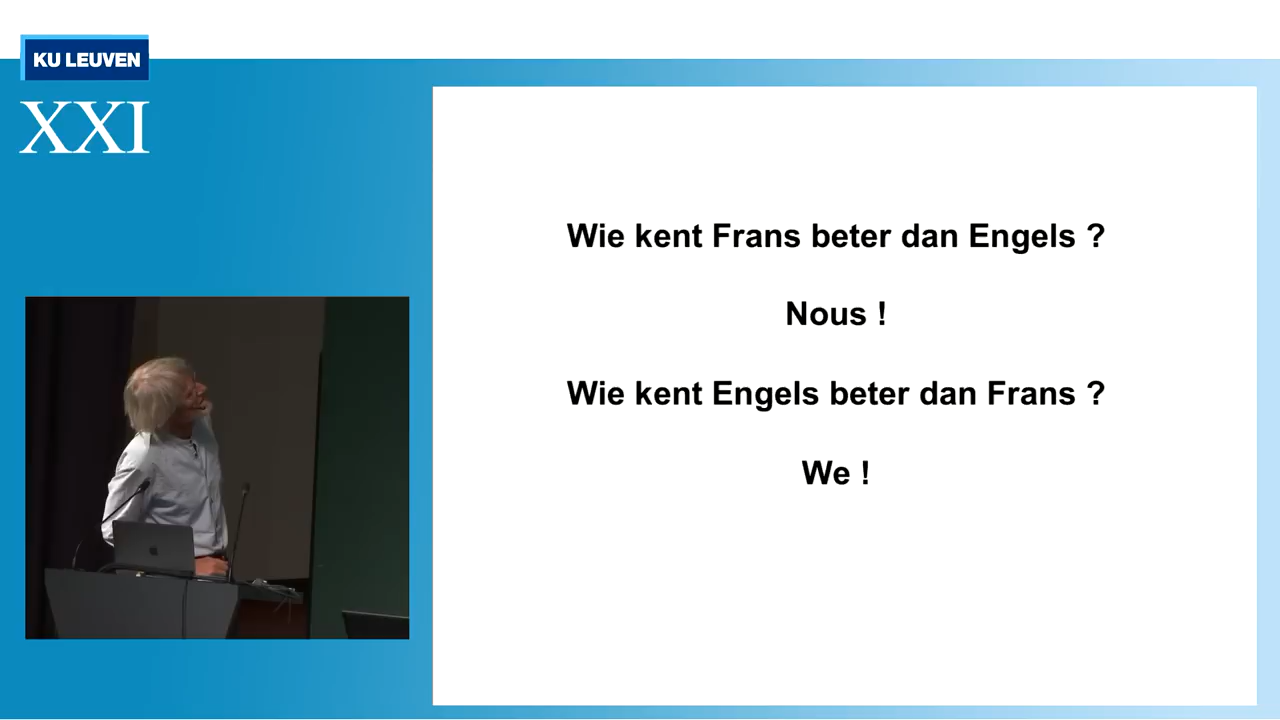 KU LEUVEN
XXI
Wie kent Frans beter dan Engels ?
Nous !
Wie kent Engels beter dan Frans ?
We !